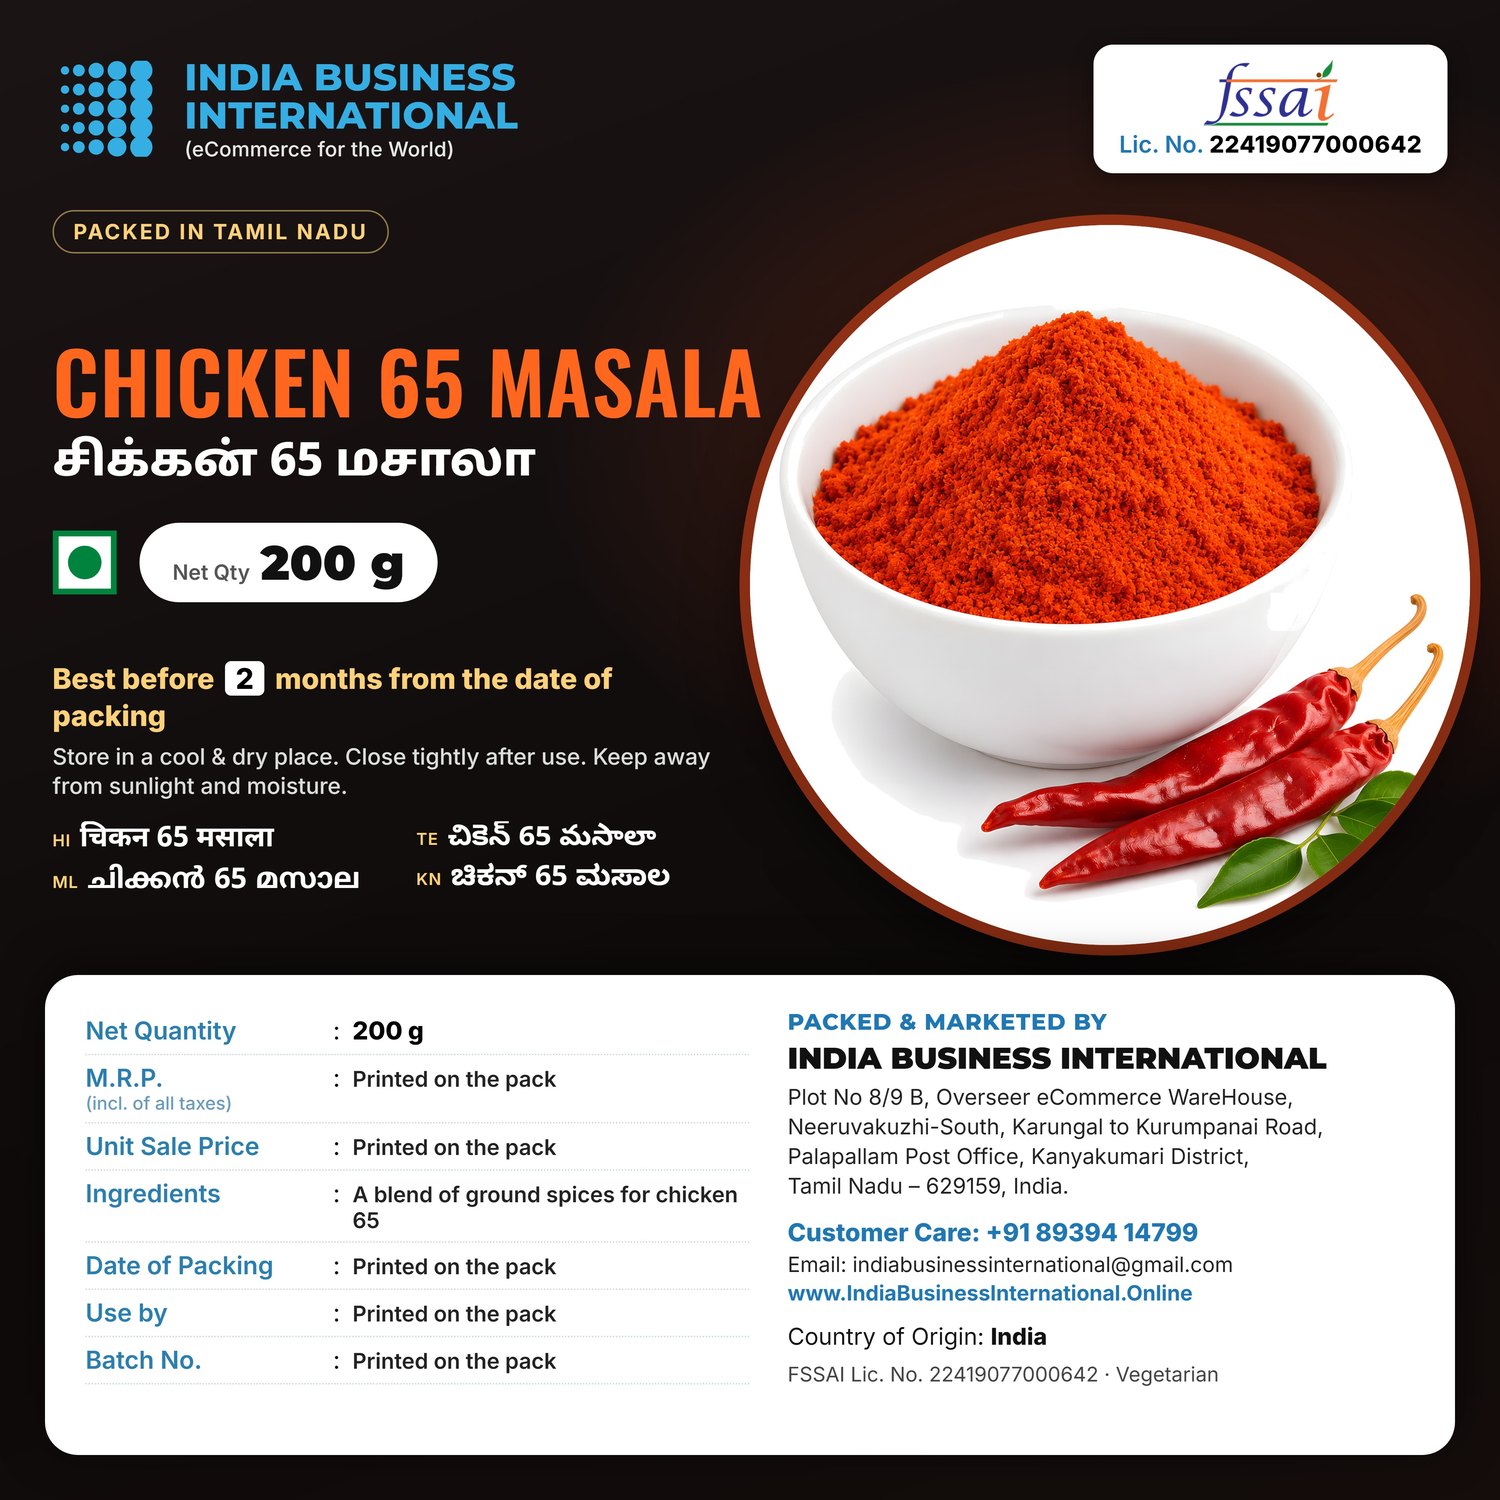 INDIA BUSINESS
INTERNATIONAL
(eCommerce for the World)
fssai
Lic. No. 22419077000642
PACKED IN TAMIL NADU
CHICKEN 65 MASALA
சிக்கன் 65 மசாலா
Net Qty 200 g
Best before 2 months from the date of
packing
Store in a cool & dry place. Close tightly after use. Keep away
from sunlight and moisture.
HI चिकन 65 मसाला
TE చికెన్ 65 మసాలా
ML ചിക്കൻ 65 മസാല
KN ಚಿಕನ್ 65 ಮಸಾಲ
Net Quantity : 200 g
M.R.P. : Printed on the pack
(incl. of all taxes)
Unit Sale Price : Printed on the pack
Ingredients : A blend of ground spices for chicken
65
Date of Packing : Printed on the pack
Use by : Printed on the pack
Batch No. : Printed on the pack
PACKED & MARKETED BY
INDIA BUSINESS INTERNATIONAL
Plot No 8/9 B, Overseer eCommerce WareHouse,
Neeruvakuzhi-South, Karungal to Kurumpanai Road,
Palapallam Post Office, Kanyakumari District,
Tamil Nadu – 629159, India.
Customer Care: +91 89394 14799
Email: indiabusinessinternational@gmail.com
www.IndiaBusinessInternational.Online
Country of Origin: India
FSSAI Lic. No. 22419077000642 · Vegetarian